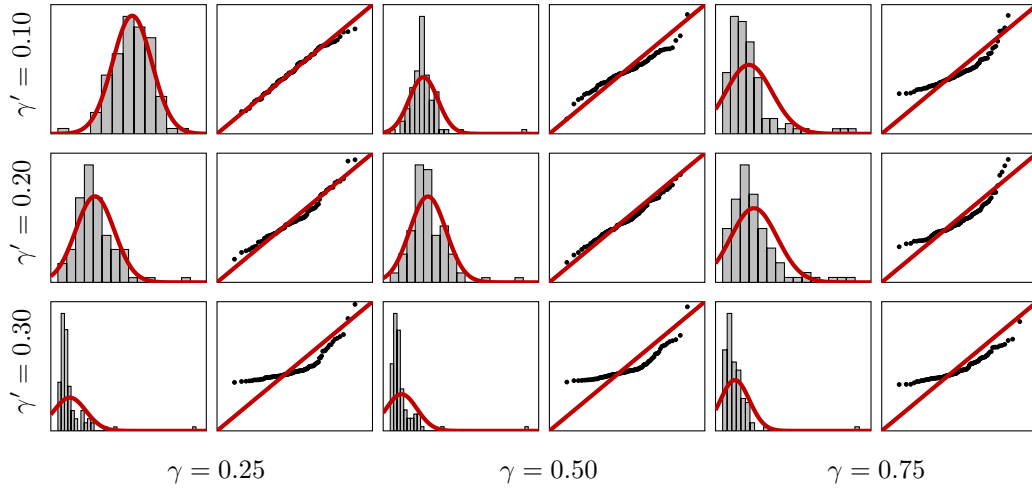 γ′ = 0.10
γ′ = 0.20
γ′ = 0.30
γ = 0.25 γ = 0.50 γ = 0.75